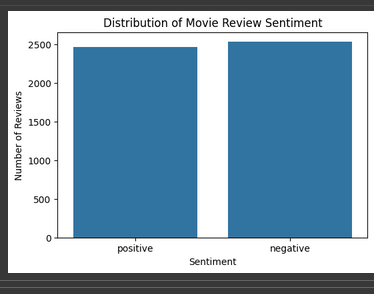 Distribution of Movie Review Sentiment
2500
2000
1500
1000
500
0
Number of Reviews
positive negative
Sentiment